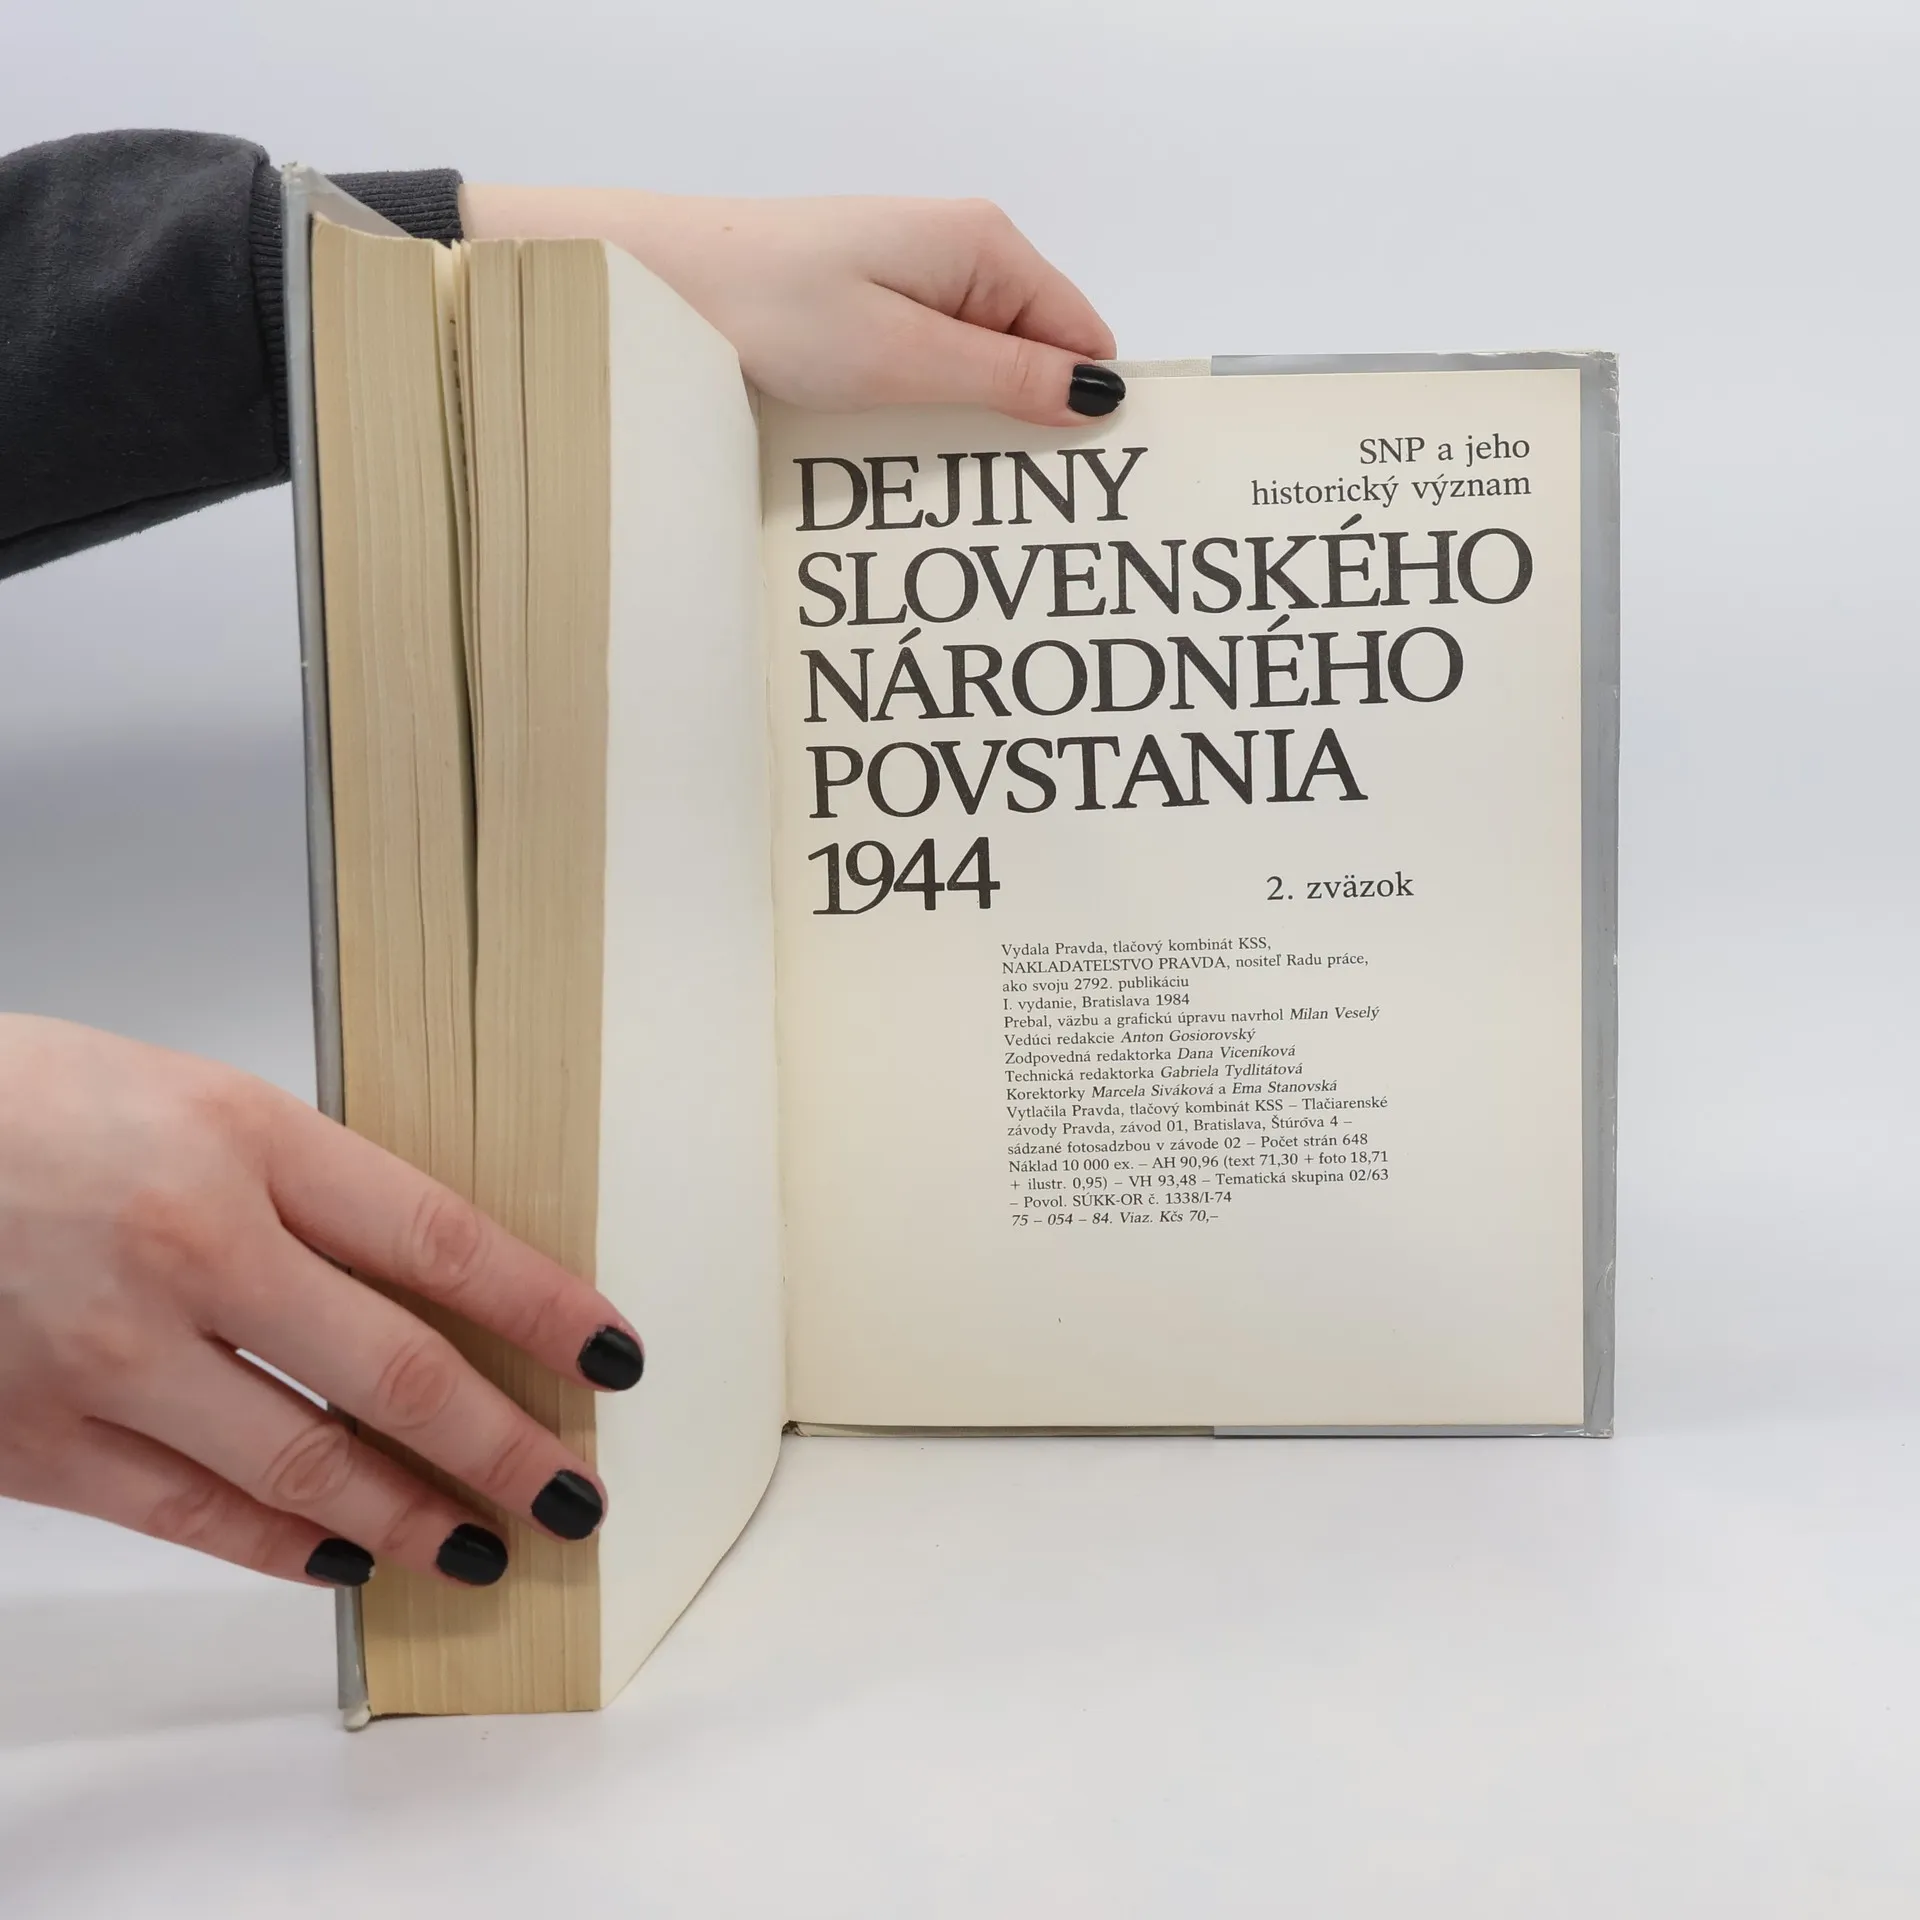 DEJINY
SNP a jeho
historický význam
SLOVENSKÉHO
NÁRODNÉHO
POVSTANIA
1944
2. zväzok
Vydala Pravda, tlačový kombinát KSS,
NAKLADATEĽSTVO PRAVDA, nositeľ Radu práce,
ako svoju 2792. publikáciu
I. vydanie, Bratislava 1984
Prebal, väzbu a grafickú úpravu navrhol Milan Veselý
Vedúci redakcie Anton Gosiorovský
Zodpovedná redaktorka Dana Viceníková
Technická redaktorka Gabriela Tydlitátová
Korektorky Marcela Siváková a Ema Stanovská
Vytlačila Pravda, tlačový kombinát KSS – Tlačiarenské
závody Pravda, závod 01, Bratislava, Štúrova 4 –
sádzané fotosadzbou v závode 02 – Počet strán 648
Náklad 10 000 ex. – AH 90,96 (text 71,30 + foto 18,71
+ ilustr. 0,95) – VH 93,48 – Tematická skupina 02/63
– Povol. SÚKK-OR č. 1338/I-74
75 – 054 – 84. Viaz. Kčs 70,–